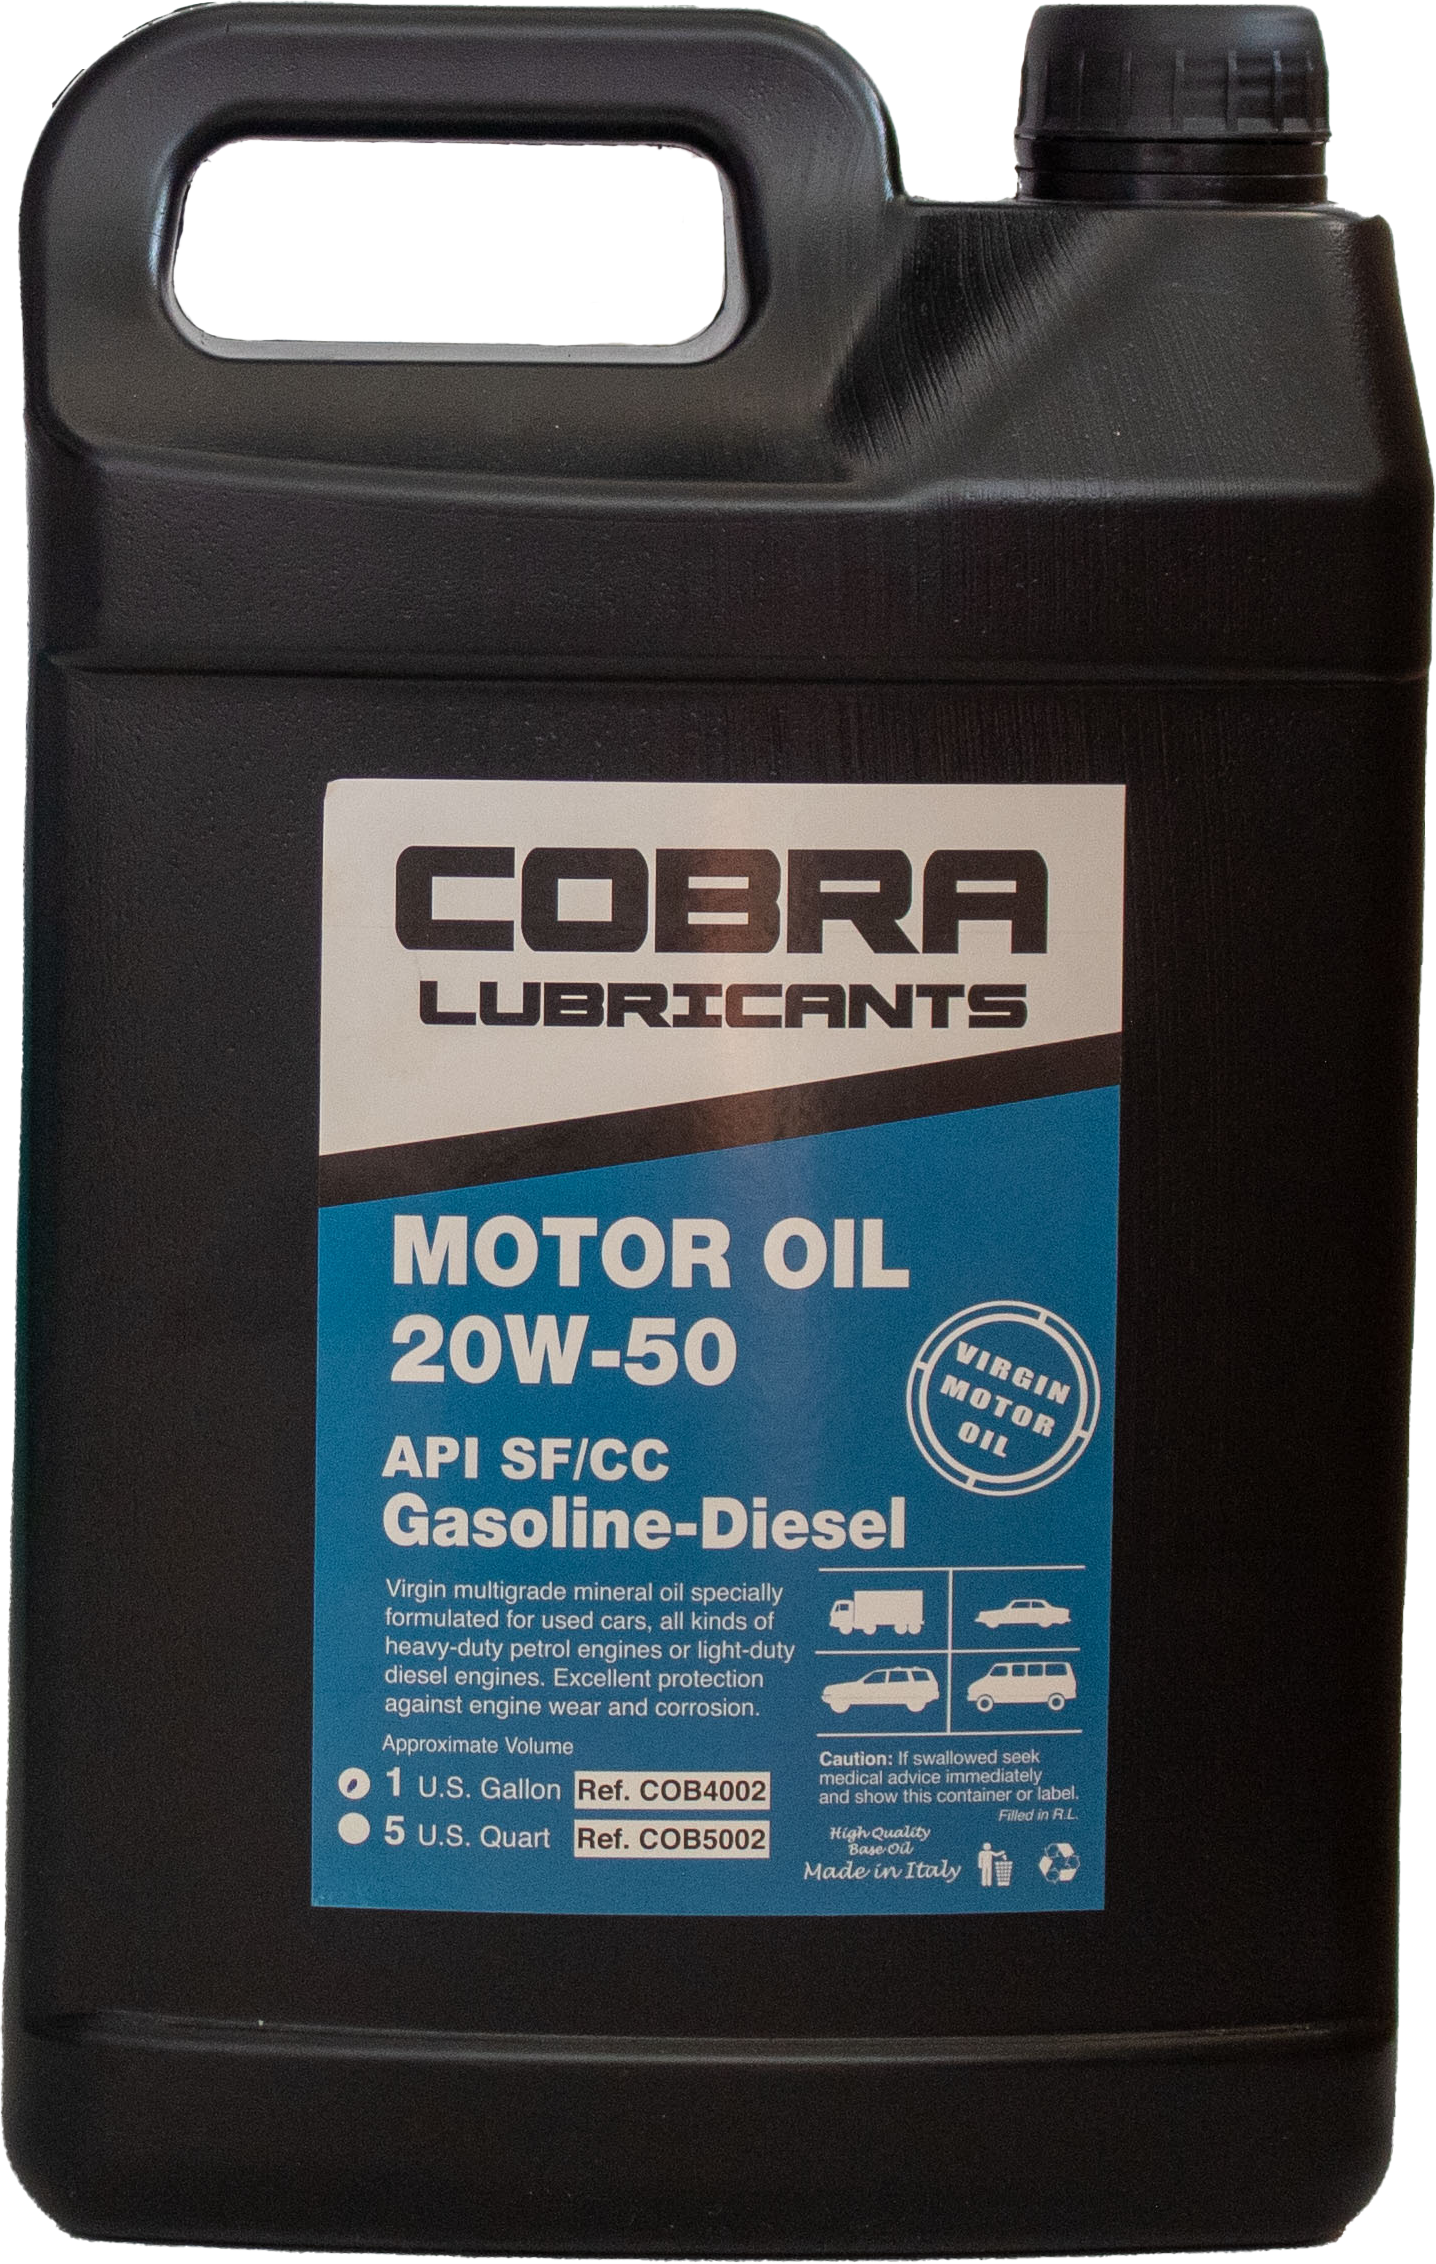 COBRA
LUBRICANTS
MOTOR OIL
20W-50
VIRGIN
MOTOR
OIL
API SF/CC
Gasoline-Diesel
Virgin multigrade mineral oil specially
formulated for used cars, all kinds of
heavy-duty petrol engines or light-duty
diesel engines. Excellent protection
against engine wear and corrosion.
Approximate Volume
1 U.S. Gallon Ref. COB4002
5 U.S. Quart Ref. COB5002
Caution: If swallowed seek
medical advice immediately
and show this container or label.
Filled in R.L.
High Quality
Base Oil
Made in Italy